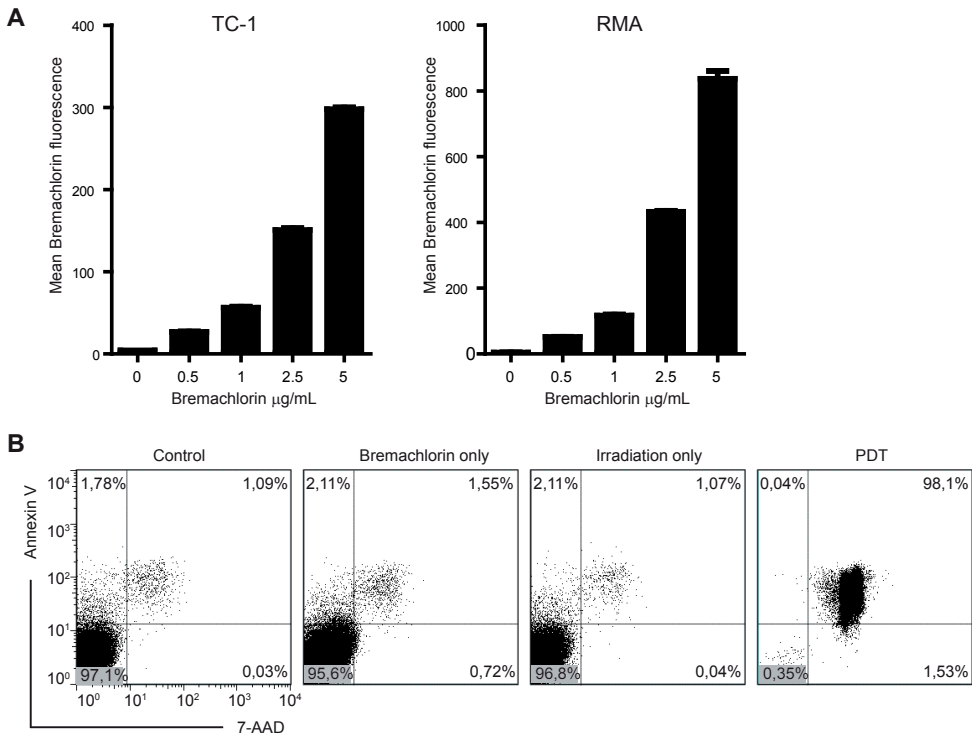 A
TC-1
RMA
Mean Bremachlorin fluorescence
400
300
200
100
0
0 0.5 1 2.5 5
Bremachlorin µg/mL
Mean Bremachlorin fluorescence
1000
800
600
400
200
0
0 0.5 1 2.5 5
Bremachlorin µg/mL
B
Control
Bremachlorin only
Irradiation only
PDT
Annexin V
10⁴
10³
10²
10¹
10⁰
1,78% 1,09%
97,1% 0,03%
10⁰ 10¹ 10² 10³ 10⁴
7-AAD
2,11% 1,55%
95,6% 0,72%
2,11% 1,07%
96,8% 0,04%
0,04% 98,1%
0,35% 1,53%